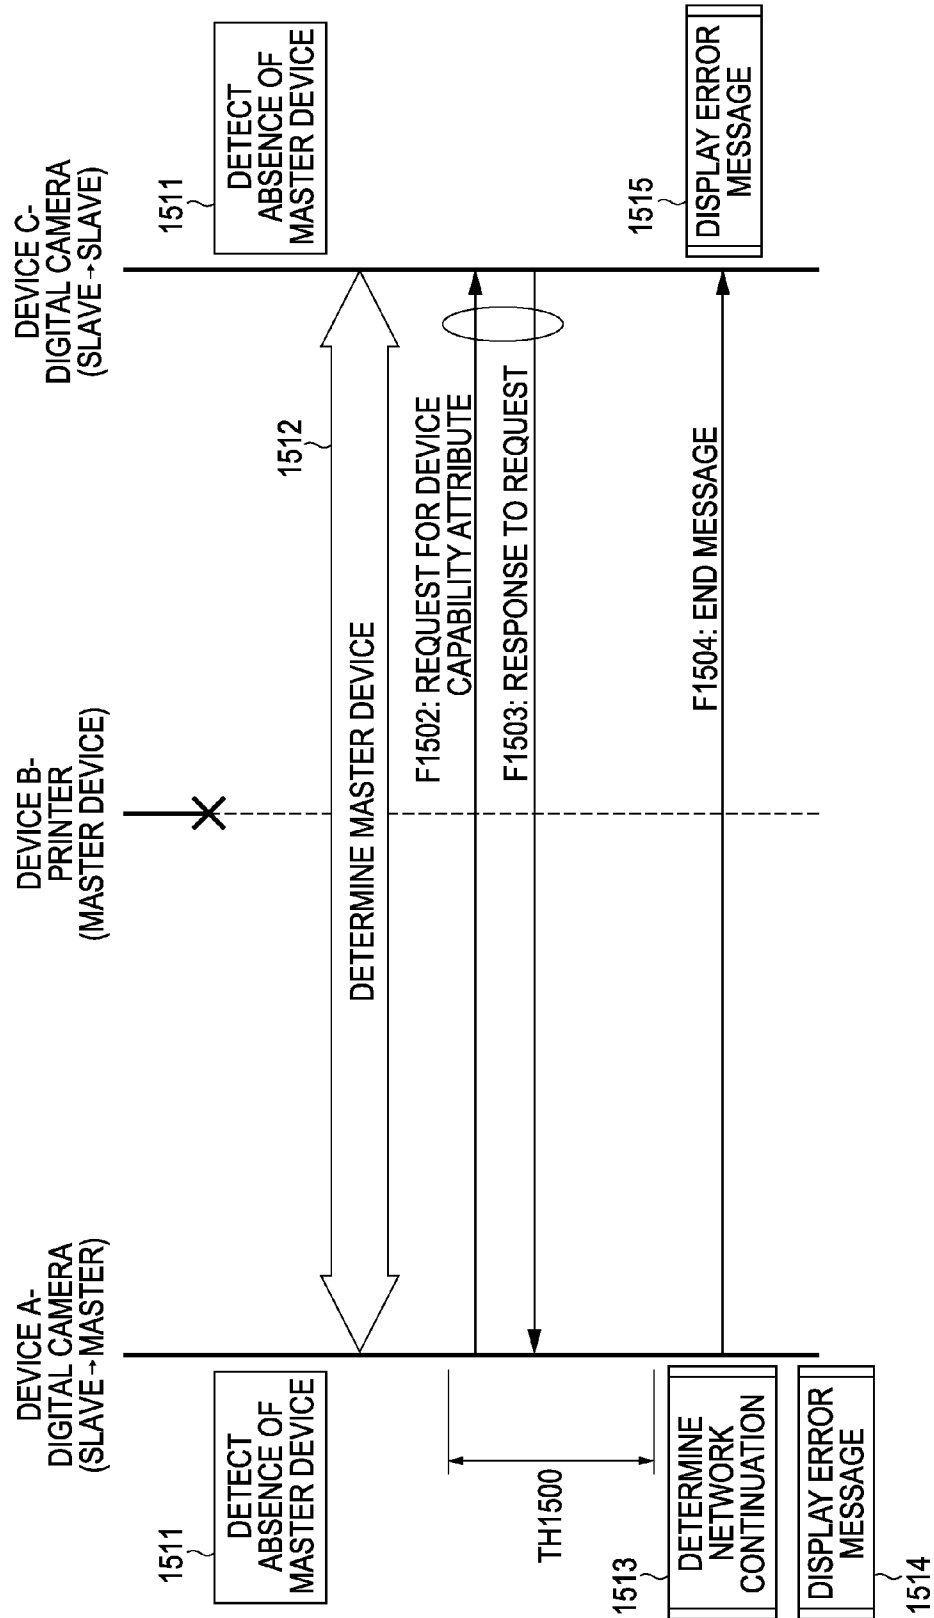 DEVICE A-
DIGITAL CAMERA
(SLAVE→MASTER)
DEVICE B-
PRINTER
(MASTER DEVICE)
DEVICE C-
DIGITAL CAMERA
(SLAVE→SLAVE)
1511
DETECT
ABSENCE OF
MASTER DEVICE
1511
DETECT
ABSENCE OF
MASTER DEVICE
1512
DETERMINE MASTER DEVICE
F1502: REQUEST FOR DEVICE
CAPABILITY ATTRIBUTE
F1503: RESPONSE TO REQUEST
TH1500
1513
DETERMINE
NETWORK
CONTINUATION
F1504: END MESSAGE
1515
DISPLAY ERROR
MESSAGE
DISPLAY ERROR
MESSAGE
1514